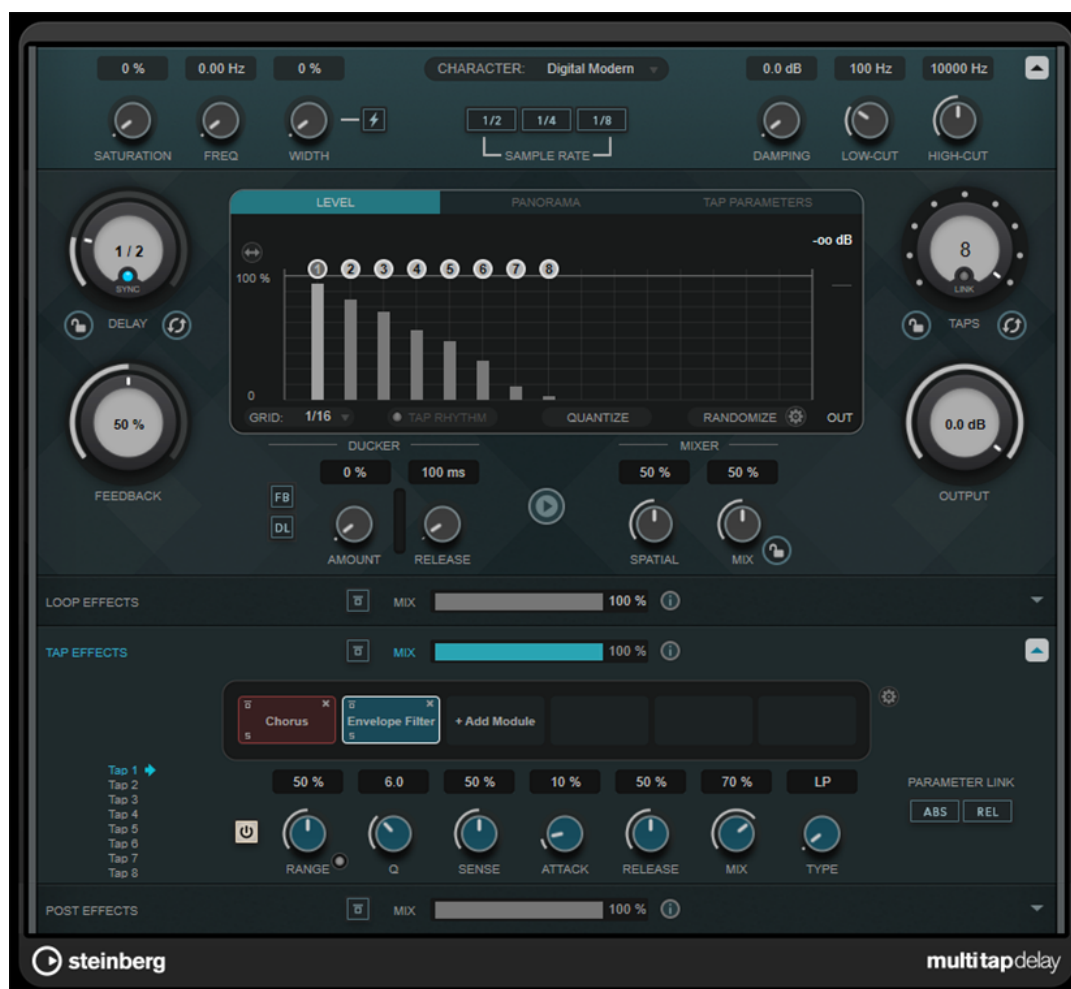 0 % 0.00 Hz 0 % CHARACTER: Digital Modern 0.0 dB 100 Hz 10000 Hz
1/2 1/4 1/8
SATURATION FREQ WIDTH SAMPLE RATE DAMPING LOW-CUT HIGH-CUT
LEVEL PANORAMA TAP PARAMETERS
-oo dB
1 / 2 8
SYNC LINK
1 2 3 4 5 6 7 8
100 %
DELAY TAPS
0
GRID: 1/16 TAP RHYTHM QUANTIZE RANDOMIZE OUT
50 % 0.0 dB
DUCKER MIXER
0 % 100 ms 50 % 50 %
FEEDBACK OUTPUT
FB
DL
AMOUNT RELEASE SPATIAL MIX
LOOP EFFECTS MIX 100 % i
TAP EFFECTS MIX 100 % i
Chorus Envelope Filter + Add Module
S S
Tap 1
Tap 2
Tap 3
Tap 4
Tap 5
Tap 6
Tap 7
Tap 8
50 % 6.0 50 % 10 % 50 % 70 % LP
RANGE Q SENSE ATTACK RELEASE MIX TYPE
PARAMETER LINK
ABS REL
POST EFFECTS MIX 100 % i
steinberg multitapdelay